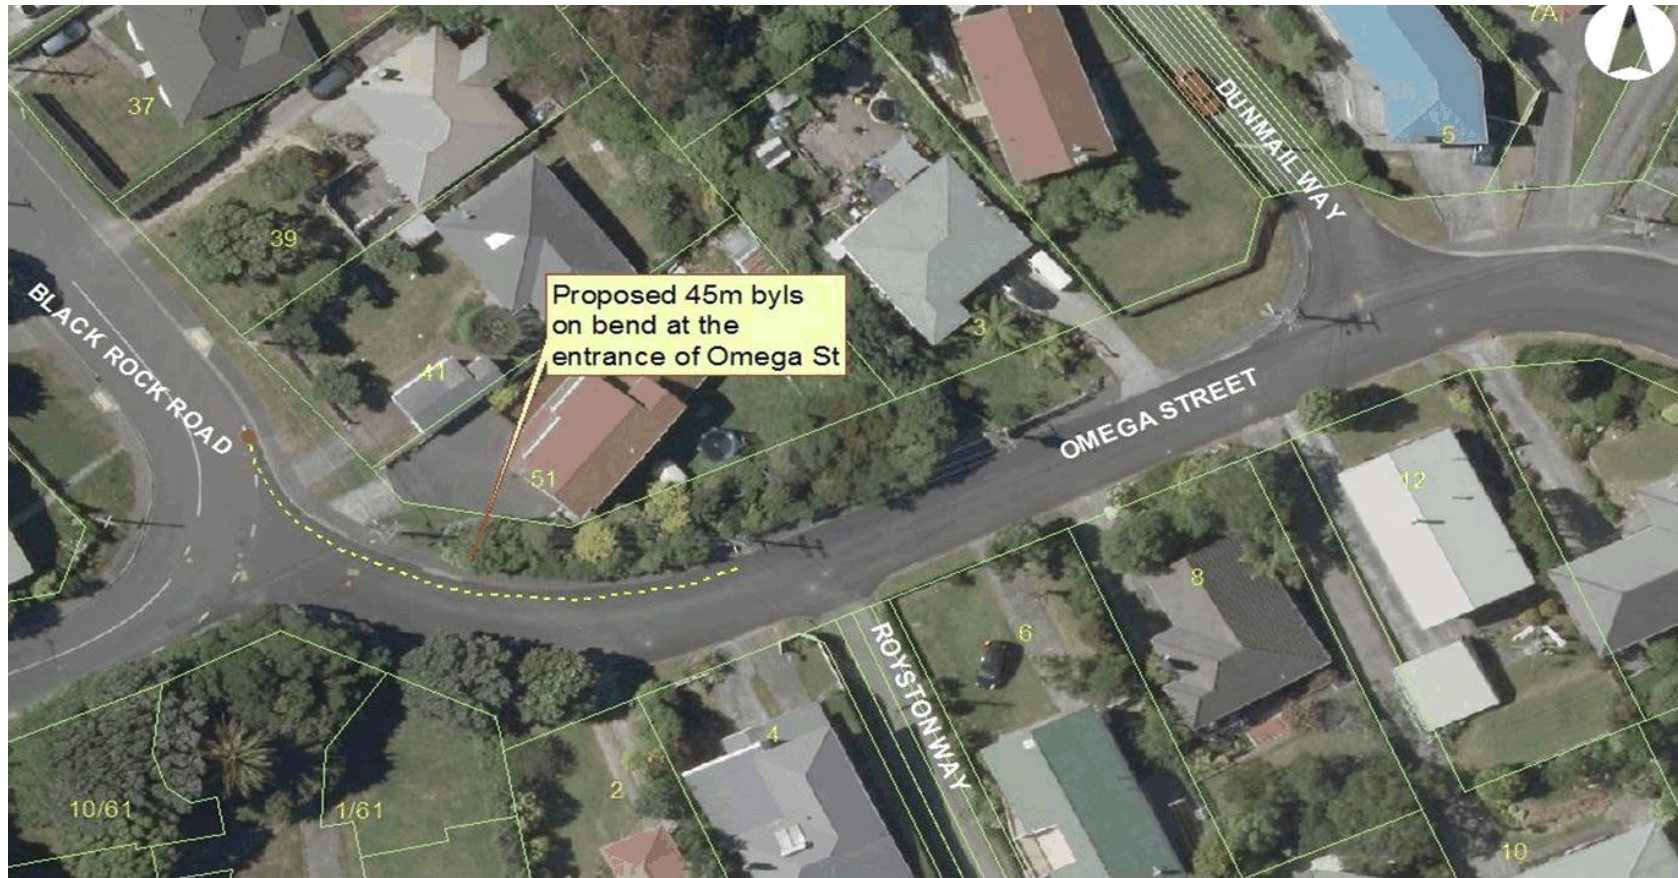 37
7A
DUNMAIL WAY
5
39
BLACK ROCK ROAD
Proposed 45m byls
on bend at the
entrance of Omega St
3
41
OMEGA STREET
51
12
8
6
ROYSTON WAY
4
2
10/61
1/61
10